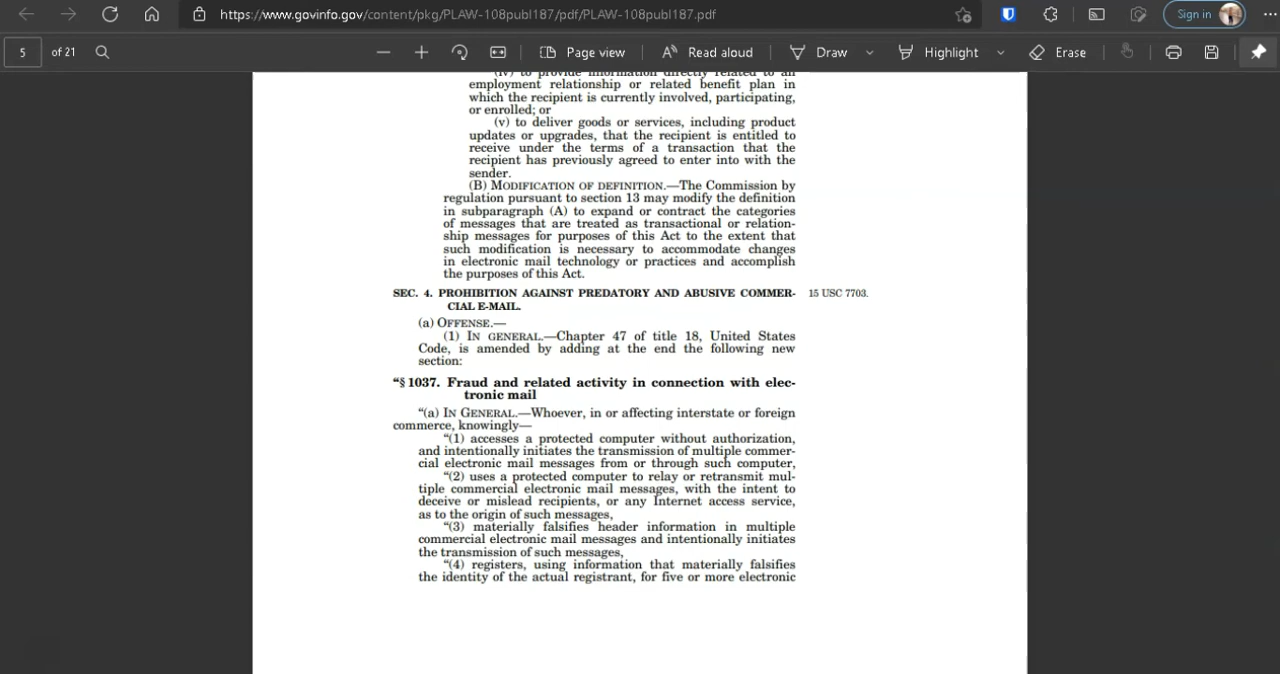 https://www.govinfo.gov/content/pkg/PLAW-108publ187/pdf/PLAW-108publ187.pdf
Sign in
5 of 21
Page view
Read aloud
Draw
Highlight
Erase
(iv) to provide information directly related to an
employment relationship or related benefit plan in
which the recipient is currently involved, participating,
or enrolled; or
(v) to deliver goods or services, including product
updates or upgrades, that the recipient is entitled to
receive under the terms of a transaction that the
recipient has previously agreed to enter into with the
sender.
(B) MODIFICATION OF DEFINITION.—The Commission by
regulation pursuant to section 13 may modify the definition
in subparagraph (A) to expand or contract the categories
of messages that are treated as transactional or relation-
ship messages for purposes of this Act to the extent that
such modification is necessary to accommodate changes
in electronic mail technology or practices and accomplish
the purposes of this Act.
SEC. 4. PROHIBITION AGAINST PREDATORY AND ABUSIVE COMMER- 15 USC 7703.
CIAL E-MAIL.
(a) OFFENSE.—
(1) IN GENERAL.—Chapter 47 of title 18, United States
Code, is amended by adding at the end the following new
section:
“§ 1037. Fraud and related activity in connection with elec-
tronic mail
“(a) IN GENERAL.—Whoever, in or affecting interstate or foreign
commerce, knowingly—
“(1) accesses a protected computer without authorization,
and intentionally initiates the transmission of multiple commer-
cial electronic mail messages from or through such computer,
“(2) uses a protected computer to relay or retransmit mul-
tiple commercial electronic mail messages, with the intent to
deceive or mislead recipients, or any Internet access service,
as to the origin of such messages,
“(3) materially falsifies header information in multiple
commercial electronic mail messages and intentionally initiates
the transmission of such messages,
“(4) registers, using information that materially falsifies
the identity of the actual registrant, for five or more electronic